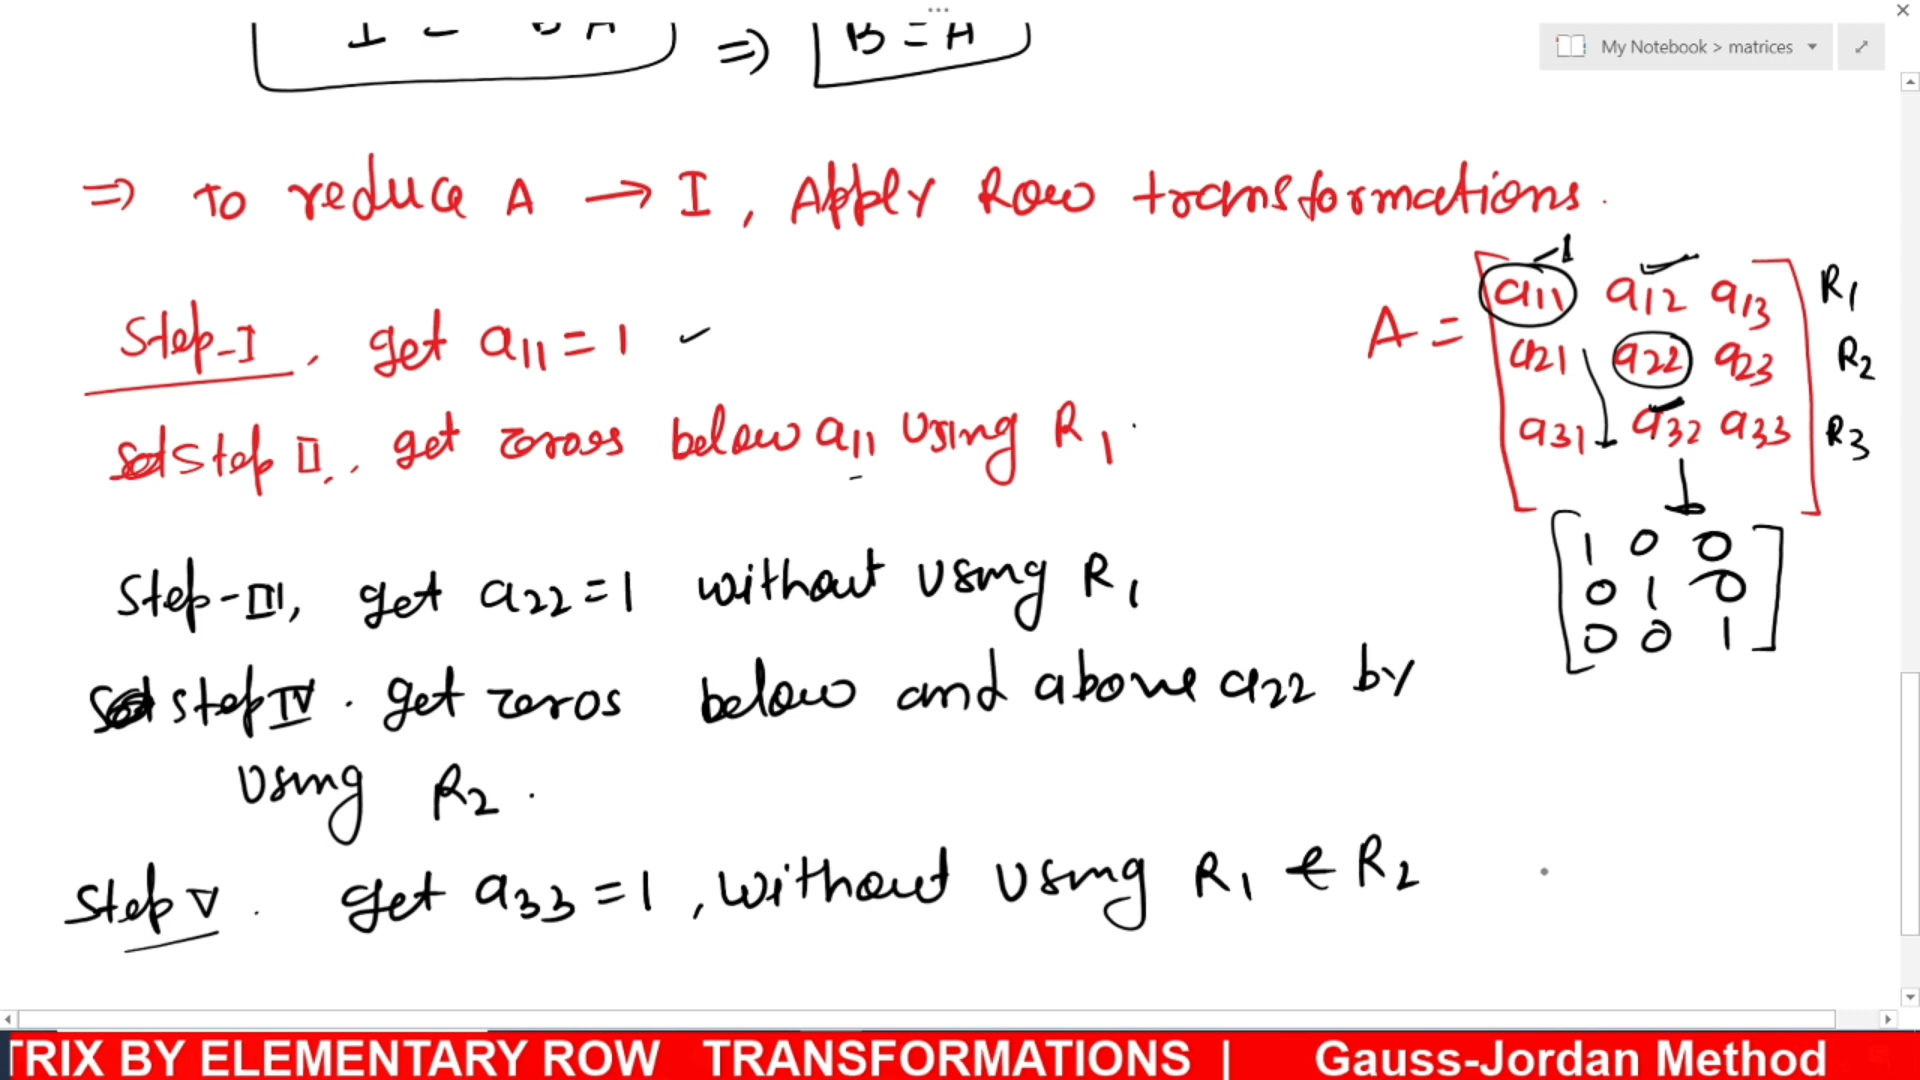 My Notebook > matrices
I = BA ⇒ B = A
⇒ To reduce A → I, Apply Row transformations.
Step-I, get a11 = 1 ✓
Step II, get zeros below a11 using R1.
Step-III, get a22 = 1 without using R1
Step IV. get zeros below and above a22 by
using R2.
Step V. get a33 = 1, without using R1 & R2
-1
A = [a11 a12 a13] R1
a21 a22 a23 R2
a31 a32 a33 R3
1 0 0
0 1 0
0 0 1
TRIX BY ELEMENTARY ROW TRANSFORMATIONS | Gauss-Jordan Method